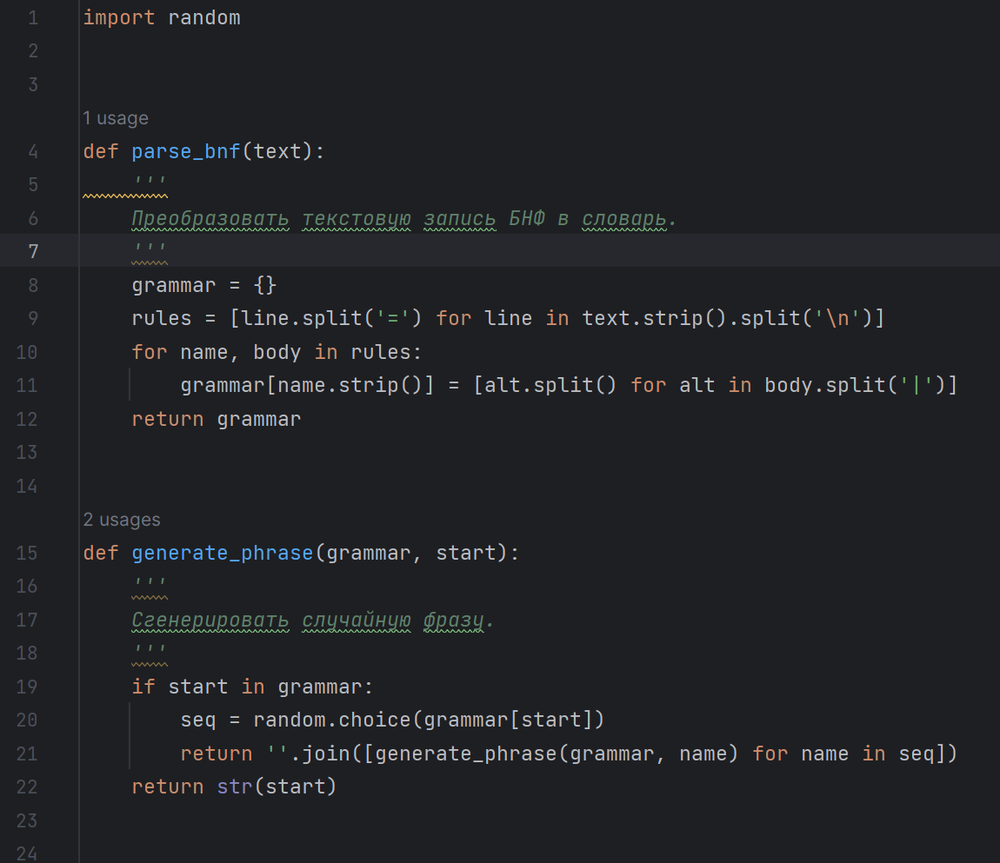 1 import random
2
3
1 usage
4 def parse_bnf(text):
5     '''
6     Преобразовать текстовую запись БНФ в словарь.
7     '''
8     grammar = {}
9     rules = [line.split('=') for line in text.strip().split('\n')]
10     for name, body in rules:
11         grammar[name.strip()] = [alt.split() for alt in body.split('|')]
12     return grammar
13
14
2 usages
15 def generate_phrase(grammar, start):
16     '''
17     Сгенерировать случайную фразу.
18     '''
19     if start in grammar:
20         seq = random.choice(grammar[start])
21         return ''.join([generate_phrase(grammar, name) for name in seq])
22     return str(start)
23
24